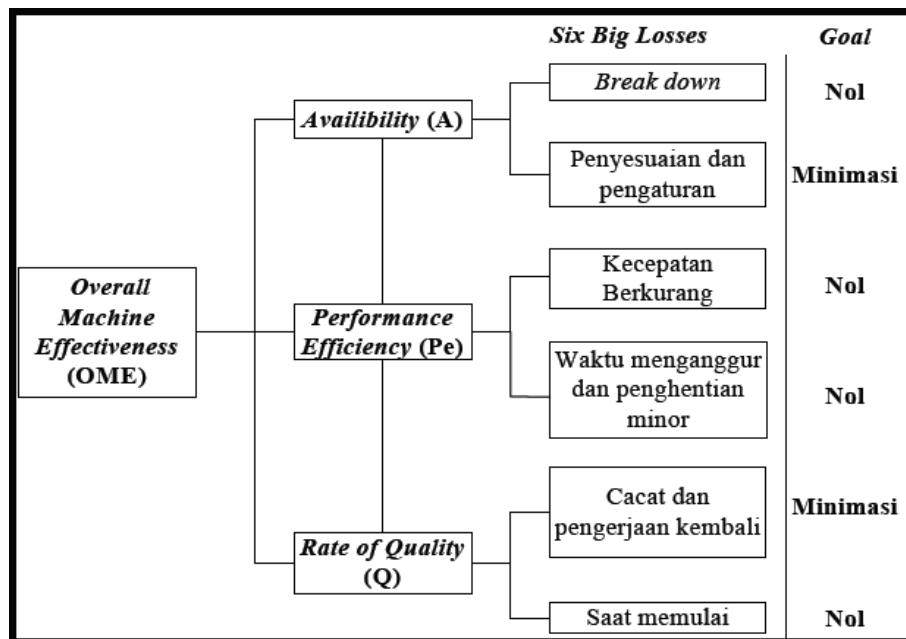 Six Big Losses
Goal
Break down
Nol
Availibility (A)
Penyesuaian dan
pengaturan
Minimasi
Overall
Machine
Effectiveness
(OME)
Performance
Efficiency (Pe)
Kecepatan
Berkurang
Nol
Waktu menganggur
dan penghentian
minor
Nol
Rate of Quality
(Q)
Cacat dan
pengerjaan kembali
Minimasi
Saat memulai
Nol